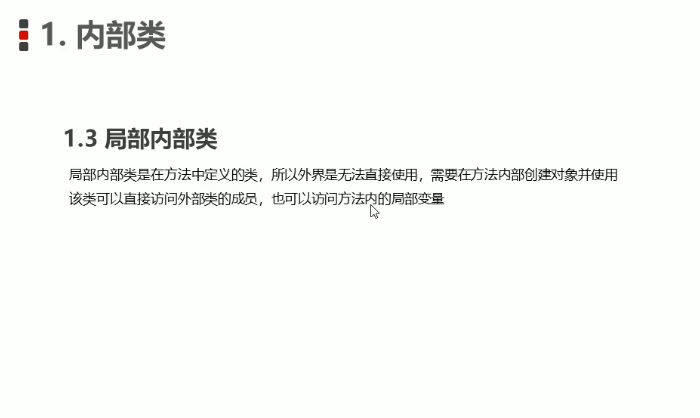 1. 内部类
1.3 局部内部类
局部内部类是在方法中定义的类，所以外界是无法直接使用，需要在方法内部创建对象并使用
该类可以直接访问外部类的成员，也可以访问方法内的局部变量